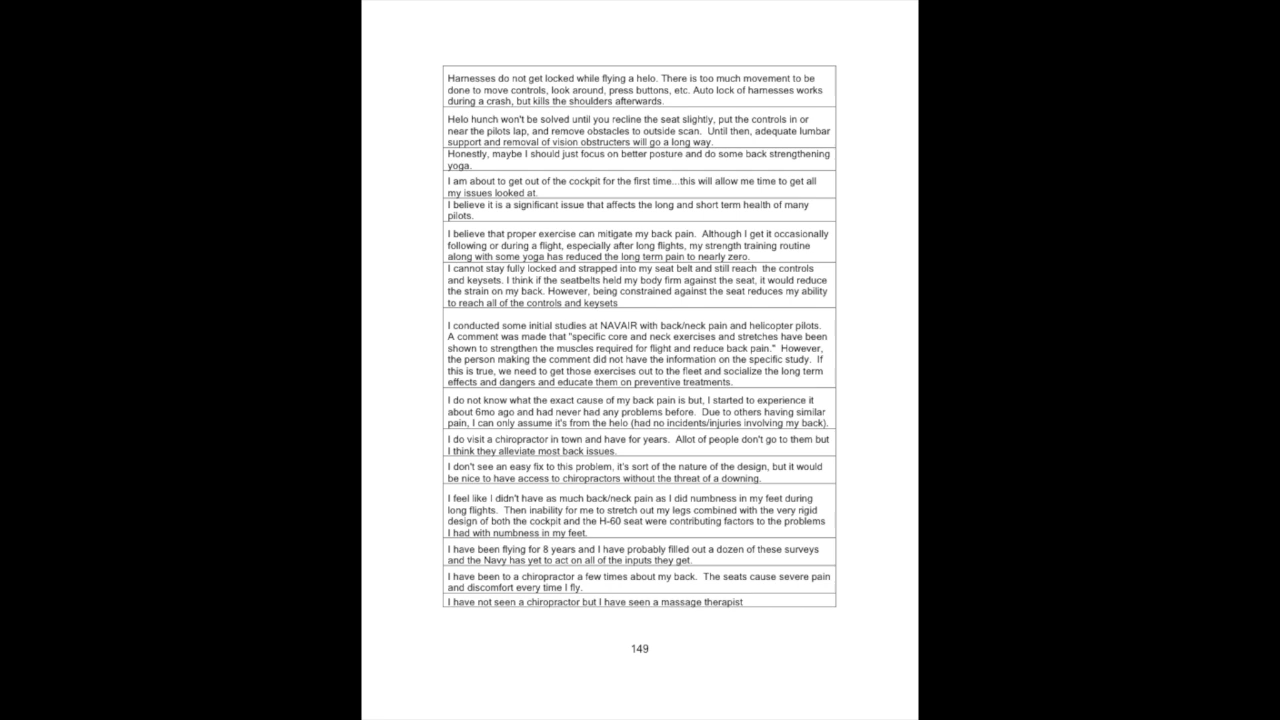 Harnesses do not get locked while flying a helo. There is too much movement to be
done to move controls, look around, press buttons, etc. Auto lock of harnesses works
during a crash, but kills the shoulders afterwards.
Helo hunch won't be solved until you recline the seat slightly, put the controls in or
near the pilots lap, and remove obstacles to outside scan.  Until then, adequate lumbar
support and removal of vision obstructers will go a long way.
Honestly, maybe I should just focus on better posture and do some back strengthening
yoga.
I am about to get out of the cockpit for the first time...this will allow me time to get all
my issues looked at.
I believe it is a significant issue that affects the long and short term health of many
pilots.
I believe that proper exercise can mitigate my back pain.  Although I get it occasionally
following or during a flight, especially after long flights, my strength training routine
along with some yoga has reduced the long term pain to nearly zero.
I cannot stay fully locked and strapped into my seat belt and still reach  the controls
and keysets. I think if the seatbelts held my body firm against the seat, it would reduce
the strain on my back. However, being constrained against the seat reduces my ability
to reach all of the controls and keysets
I conducted some initial studies at NAVAIR with back/neck pain and helicopter pilots.
A comment was made that "specific core and neck exercises and stretches have been
shown to strengthen the muscles required for flight and reduce back pain."  However,
the person making the comment did not have the information on the specific study.  If
this is true, we need to get those exercises out to the fleet and socialize the long term
effects and dangers and educate them on preventive treatments.
I do not know what the exact cause of my back pain is but, I started to experience it
about 6mo ago and had never had any problems before.  Due to others having similar
pain, I can only assume it's from the helo (had no incidents/injuries involving my back).
I do visit a chiropractor in town and have for years.  Allot of people don't go to them but
I think they alleviate most back issues.
I don't see an easy fix to this problem, it's sort of the nature of the design, but it would
be nice to have access to chiropractors without the threat of a downing.
I feel like I didn't have as much back/neck pain as I did numbness in my feet during
long flights.  Then inability for me to stretch out my legs combined with the very rigid
design of both the cockpit and the H-60 seat were contributing factors to the problems
I had with numbness in my feet.
I have been flying for 8 years and I have probably filled out a dozen of these surveys
and the Navy has yet to act on all of the inputs they get.
I have been to a chiropractor a few times about my back.  The seats cause severe pain
and discomfort every time I fly.
I have not seen a chiropractor but I have seen a massage therapist
149